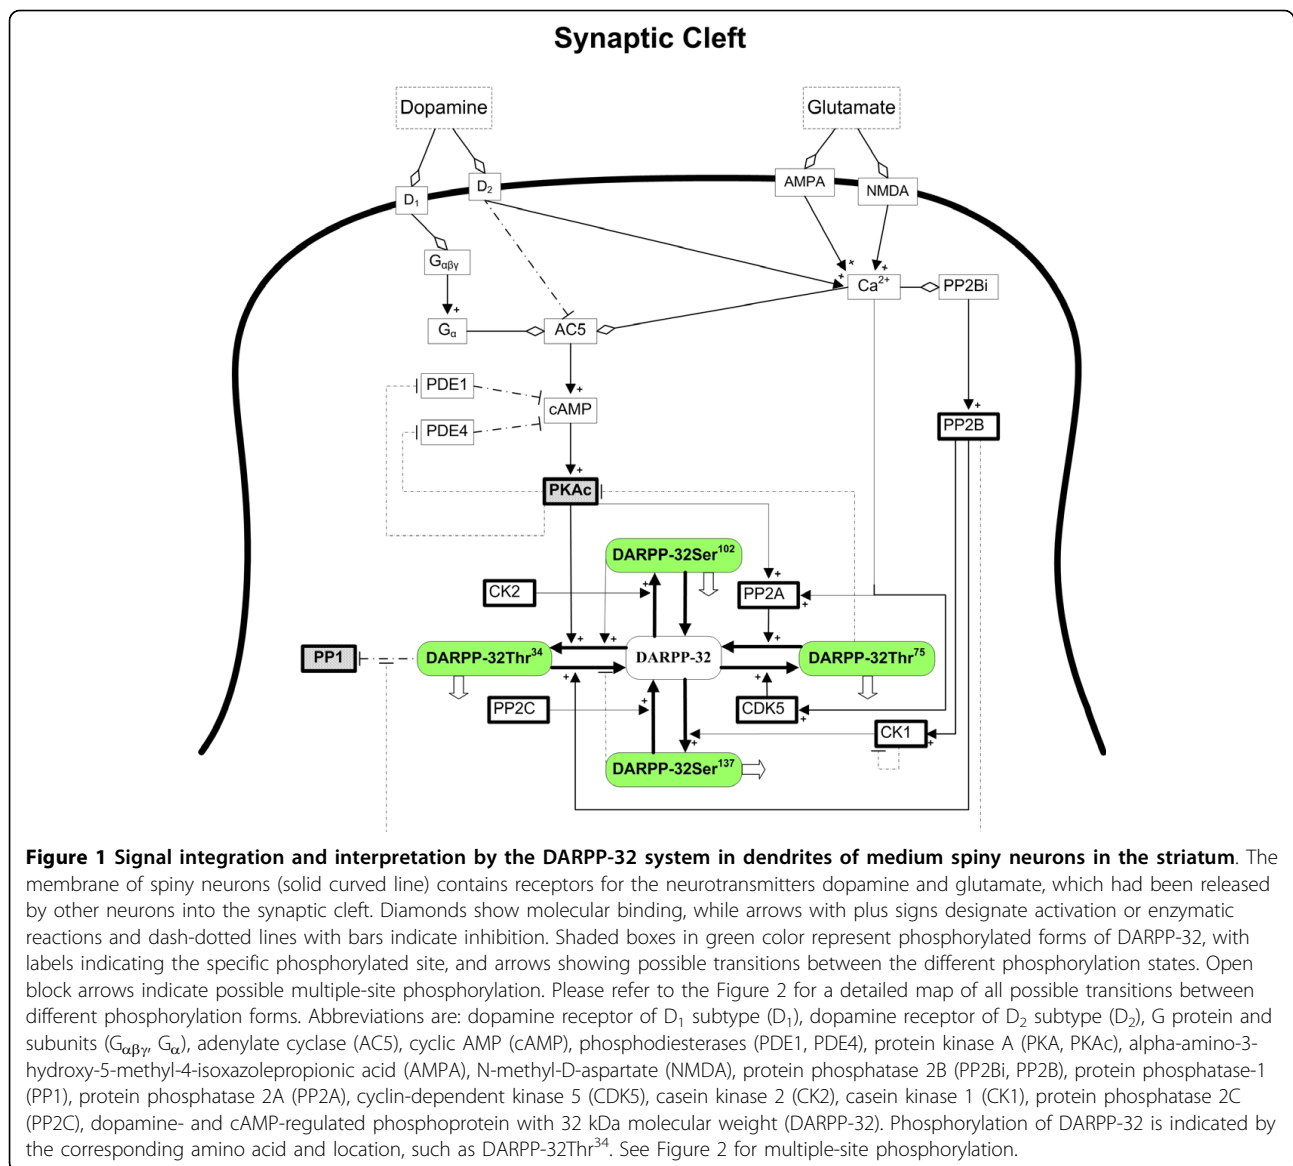 Synaptic Cleft
Dopamine
Glutamate
D₁
D₂
AMPA
NMDA
Gαβγ
Gα
AC5
Ca²⁺
PP2Bi
PDE1
cAMP
PDE4
PP2B
PKAc
DARPP-32Ser¹⁰²
CK2
PP2A
PP1
DARPP-32Thr³⁴
DARPP-32
DARPP-32Thr⁷⁵
PP2C
CDK5
CK1
DARPP-32Ser¹³⁷
Figure 1 Signal integration and interpretation by the DARPP-32 system in dendrites of medium spiny neurons in the striatum. The
membrane of spiny neurons (solid curved line) contains receptors for the neurotransmitters dopamine and glutamate, which had been released
by other neurons into the synaptic cleft. Diamonds show molecular binding, while arrows with plus signs designate activation or enzymatic
reactions and dash-dotted lines with bars indicate inhibition. Shaded boxes in green color represent phosphorylated forms of DARPP-32, with
labels indicating the specific phosphorylated site, and arrows showing possible transitions between the different phosphorylation states. Open
block arrows indicate possible multiple-site phosphorylation. Please refer to the Figure 2 for a detailed map of all possible transitions between
different phosphorylation forms. Abbreviations are: dopamine receptor of D₁ subtype (D₁), dopamine receptor of D₂ subtype (D₂), G protein and
subunits (Gαβγ, Gα), adenylate cyclase (AC5), cyclic AMP (cAMP), phosphodiesterases (PDE1, PDE4), protein kinase A (PKA, PKAc), alpha-amino-3-
hydroxy-5-methyl-4-isoxazolepropionic acid (AMPA), N-methyl-D-aspartate (NMDA), protein phosphatase 2B (PP2Bi, PP2B), protein phosphatase-1
(PP1), protein phosphatase 2A (PP2A), cyclin-dependent kinase 5 (CDK5), casein kinase 2 (CK2), casein kinase 1 (CK1), protein phosphatase 2C
(PP2C), dopamine- and cAMP-regulated phosphoprotein with 32 kDa molecular weight (DARPP-32). Phosphorylation of DARPP-32 is indicated by
the corresponding amino acid and location, such as DARPP-32Thr³⁴. See Figure 2 for multiple-site phosphorylation.